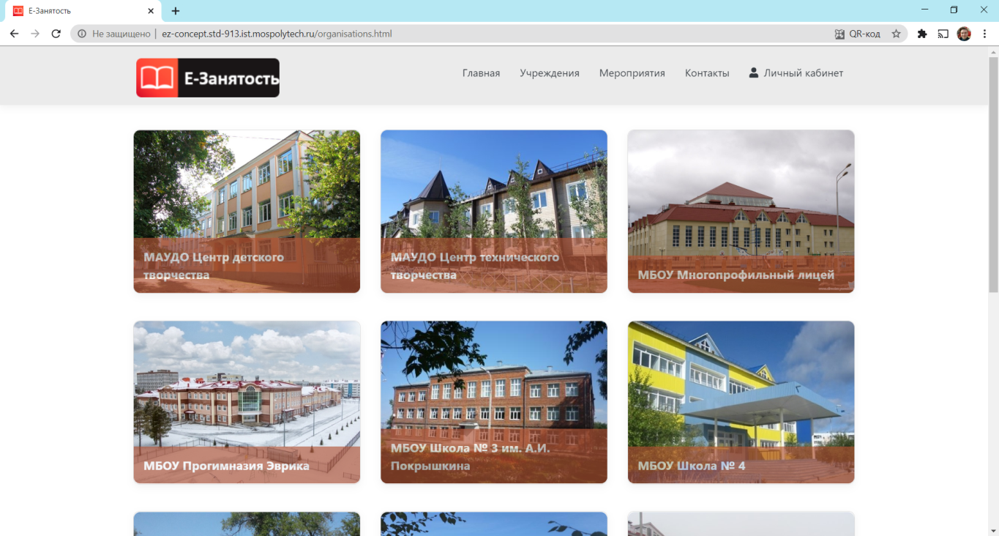 Е-Занятость
Не защищено | ez-concept.std-913.ist.mospolytech.ru/organisations.html
QR-код
Е-Занятость
Главная
Учреждения
Мероприятия
Контакты
Личный кабинет
МАУДО Центр детского
творчества
МАУДО Центр технического
творчества
МБОУ Многопрофильный лицей
МБОУ Прогимназия Эврика
МБОУ Школа № 3 им. А.И.
Покрышкина
МБОУ Школа № 4